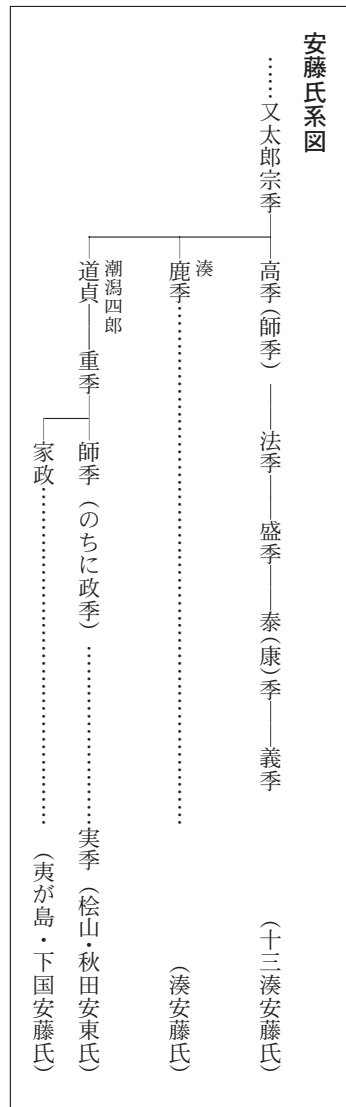 安藤氏系図
……又太郎宗季
高季(師季)
法季
盛季
泰(康)季
義季
(十三湊安藤氏)
湊
鹿季
(湊安藤氏)
潮潟四郎
道貞
重季
師季(のちに政季)
実季(桧山・秋田安東氏)
家政
(夷が島・下国安藤氏)